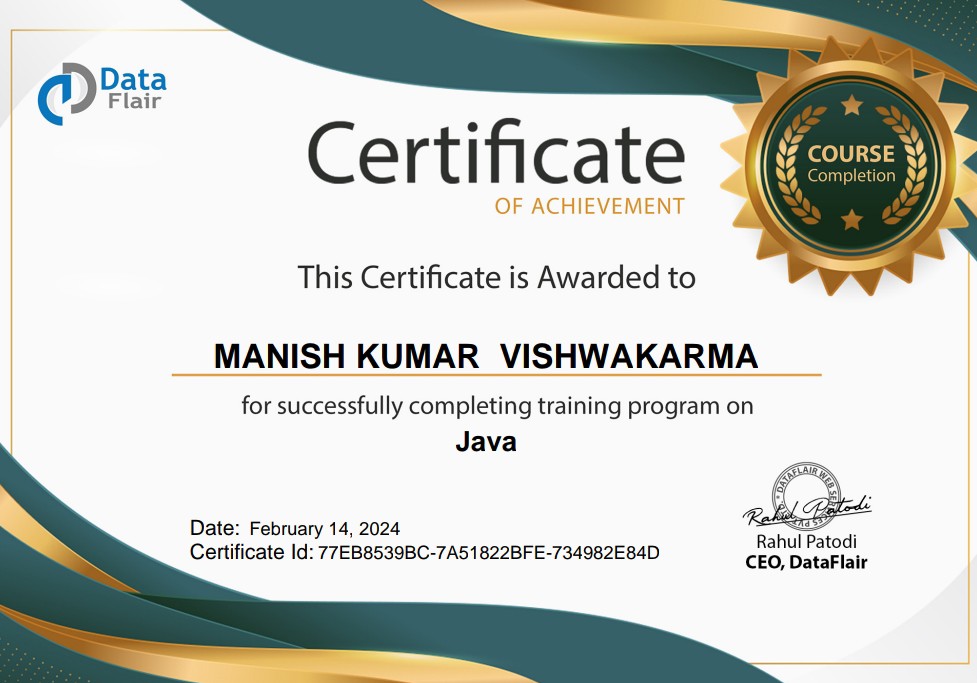 Data
Flair
Certificate
OF ACHIEVEMENT
COURSE
Completion
This Certificate is Awarded to
MANISH KUMAR  VISHWAKARMA
for successfully completing training program on
Java
Date: February 14, 2024
Certificate Id: 77EB8539BC-7A51822BFE-734982E84D
DATAFLAIR WEB SER
Rahul Patodi
Rahul Patodi
CEO, DataFlair